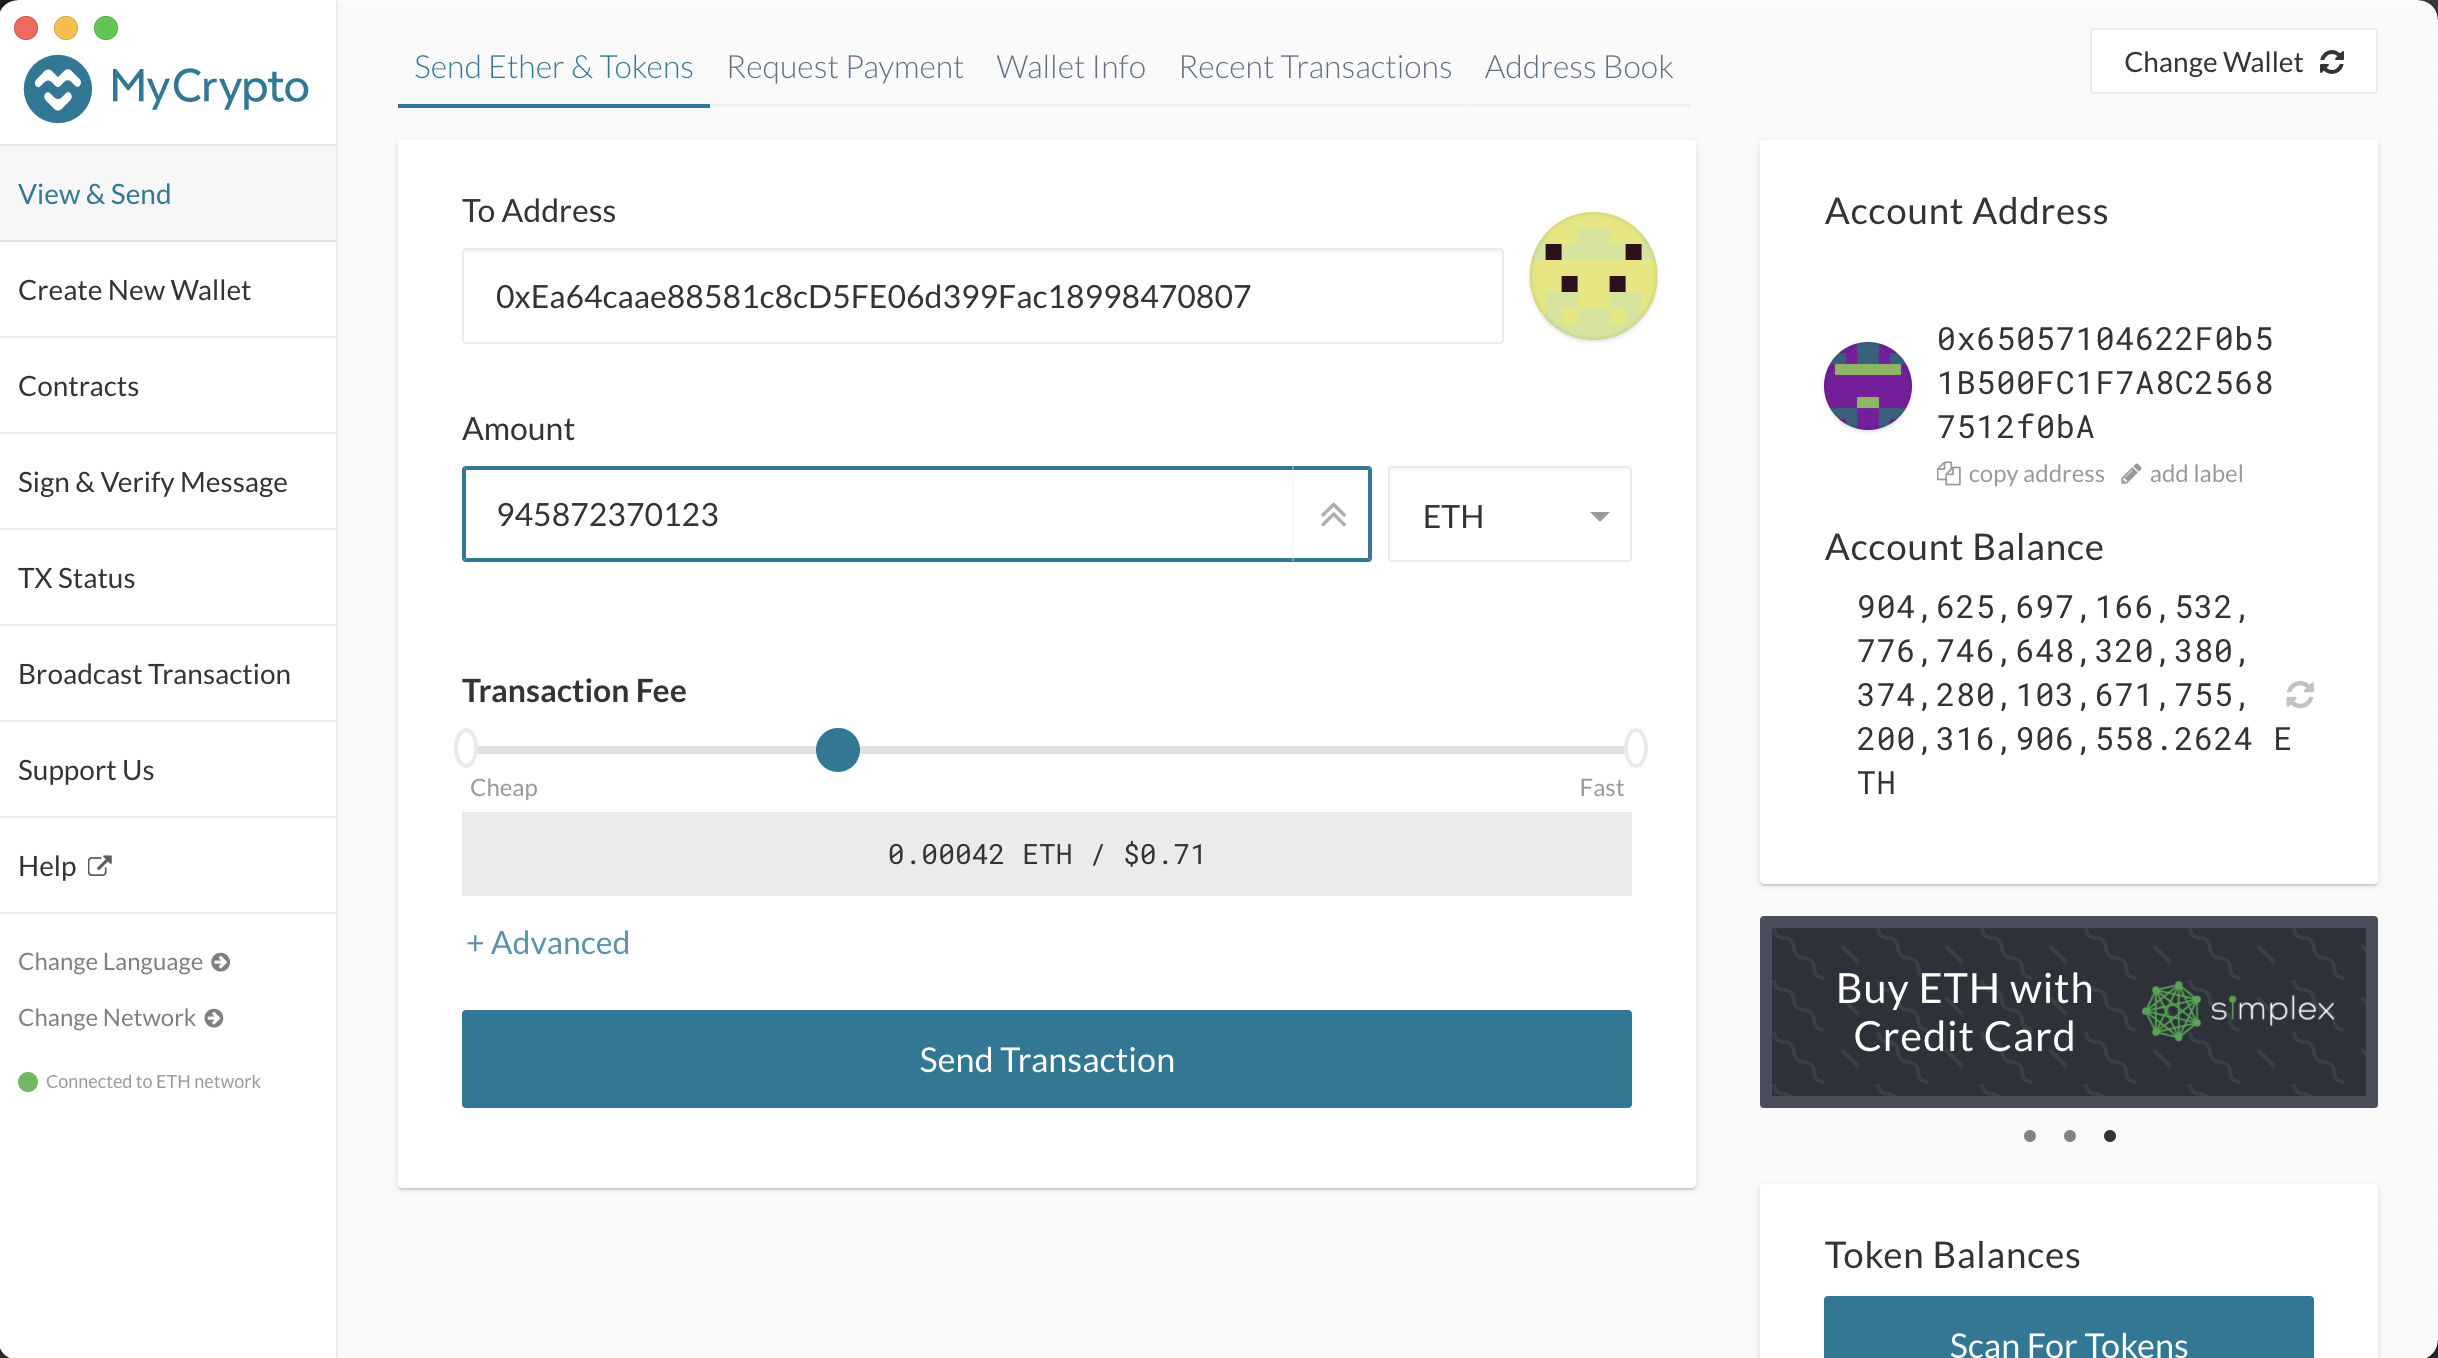 MyCrypto
View & Send
Create New Wallet
Contracts
Sign & Verify Message
TX Status
Broadcast Transaction
Support Us
Help
Change Language
Change Network
Connected to ETH network
Send Ether & Tokens
Request Payment
Wallet Info
Recent Transactions
Address Book
Change Wallet
To Address
0xEa64caae88581c8cD5FE06d399Fac18998470807
Amount
945872370123
ETH
Transaction Fee
Cheap
Fast
0.00042 ETH / $0.71
+ Advanced
Send Transaction
Account Address
0x65057104622F0b5
1B500FC1F7A8C2568
7512f0bA
copy address
add label
Account Balance
904,625,697,166,532,
776,746,648,320,380,
374,280,103,671,755,
200,316,906,558.2624 E
TH
Buy ETH with
Credit Card
simplex
Token Balances
Scan For Tokens